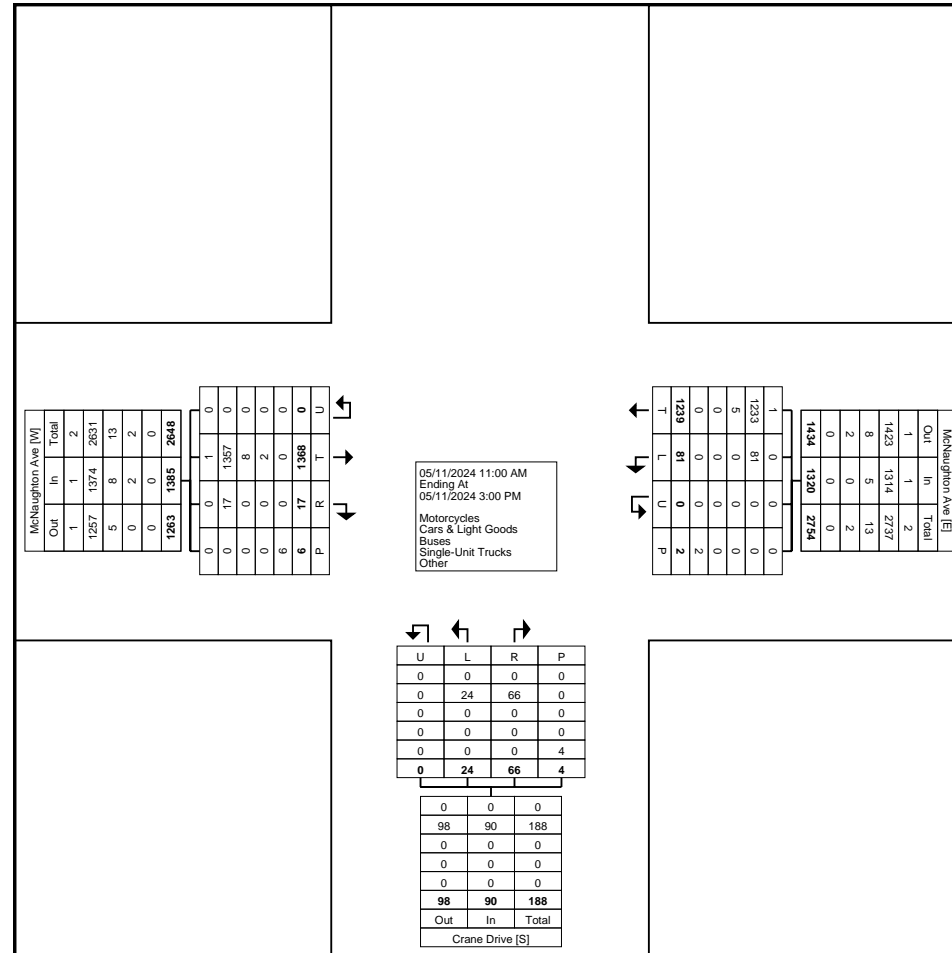 McNaughton Ave [W]
Out In Total
1 1 2
1257 1374 2631
5 8 13
0 2 2
0 0 0
1263 1385 2648
0 1 0 0
0 1357 17 0
0 8 0 0
0 2 0 0
0 0 0 6
0 1368 17 6
U T R P
05/11/2024 11:00 AM
Ending At
05/11/2024 3:00 PM
Motorcycles
Cars & Light Goods
Buses
Single-Unit Trucks
Other
McNaughton Ave [E]
Out In Total
1 1 2
1423 1314 2737
8 5 13
2 0 2
0 0 0
1434 1320 2754
1 0 0 0
1233 81 0 0
5 0 0 0
0 0 0 0
0 0 0 2
1239 81 0 2
T L U P
U L R P
0 0 0 0
0 24 66 0
0 0 0 0
0 0 0 0
0 0 0 4
0 24 66 4
0 0 0
98 90 188
0 0 0
0 0 0
0 0 0
98 90 188
Out In Total
Crane Drive [S]